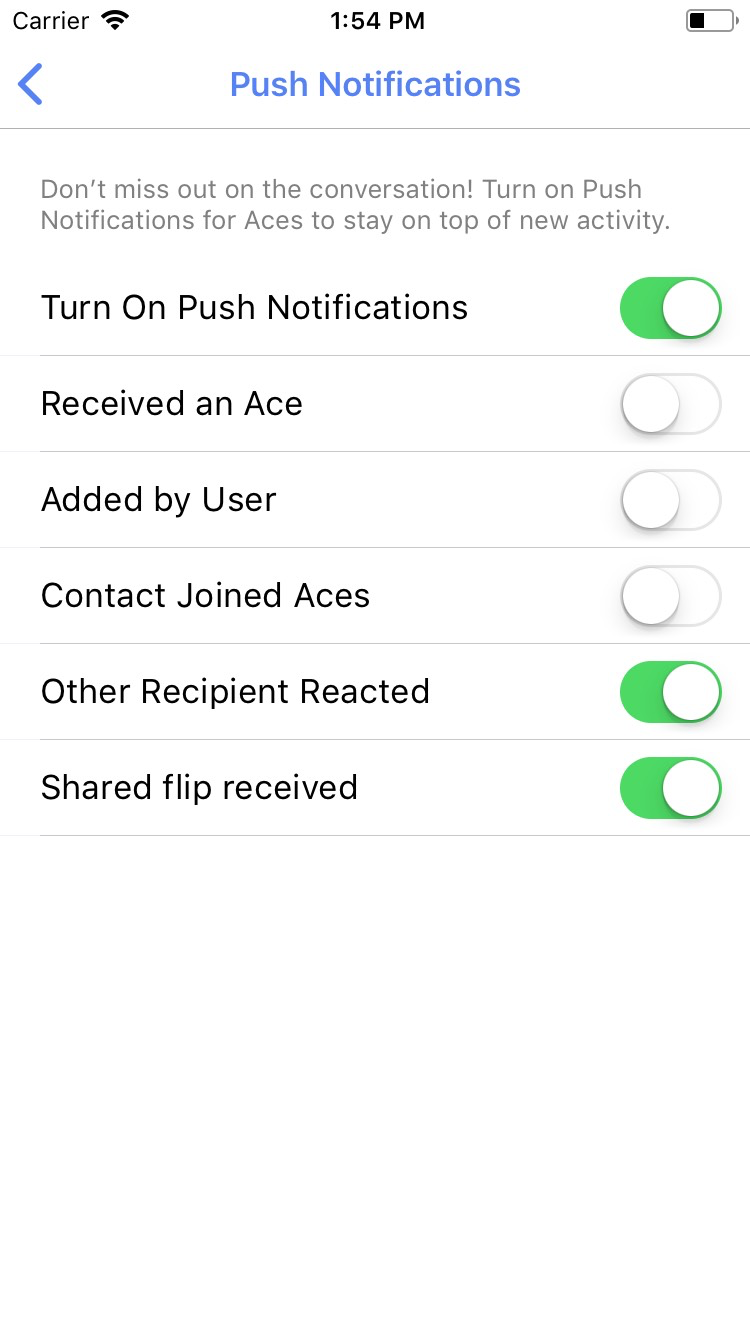 Carrier 1:54 PM
Push Notifications
Don’t miss out on the conversation! Turn on Push
Notifications for Aces to stay on top of new activity.
Turn On Push Notifications
Received an Ace
Added by User
Contact Joined Aces
Other Recipient Reacted
Shared flip received